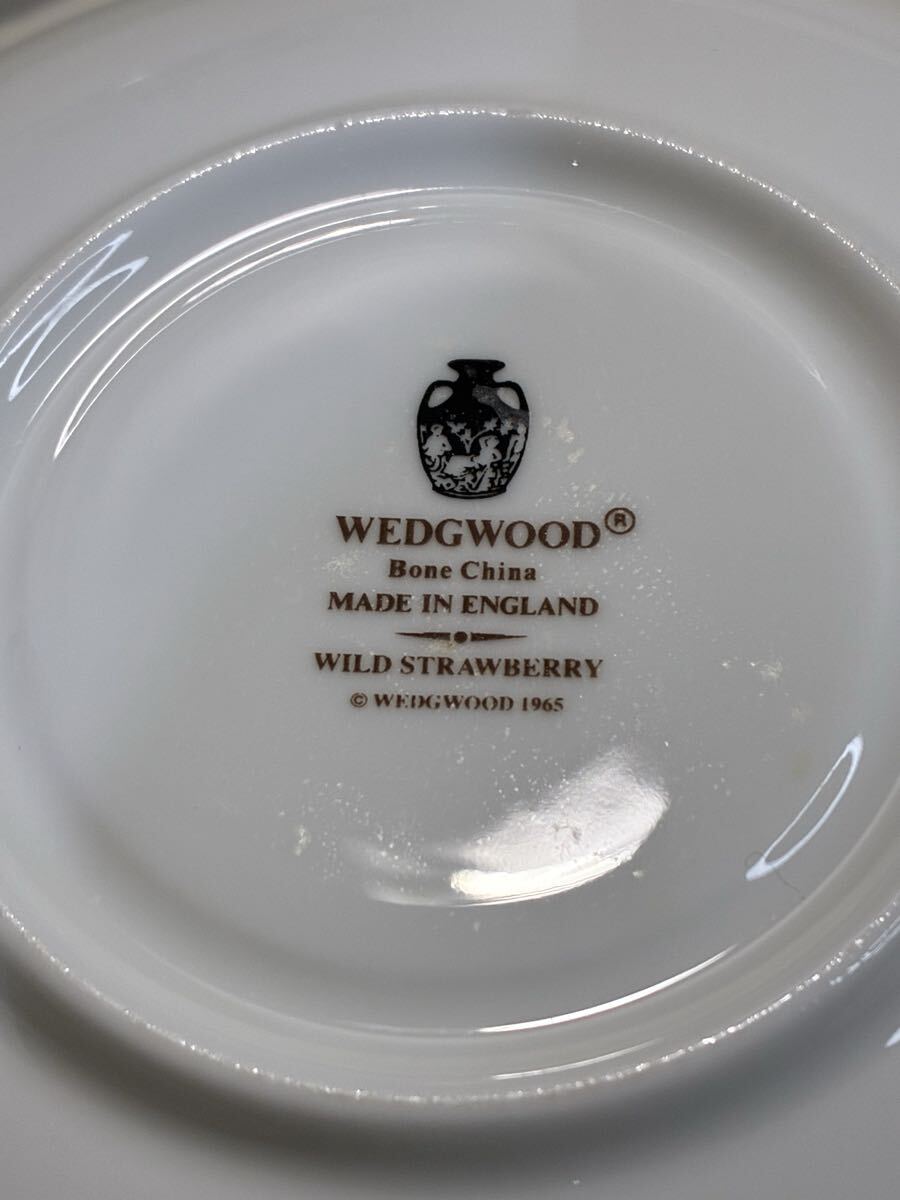 WEDGWOOD®
Bone China
MADE IN ENGLAND
WILD STRAWBERRY
© WEDGWOOD 1965